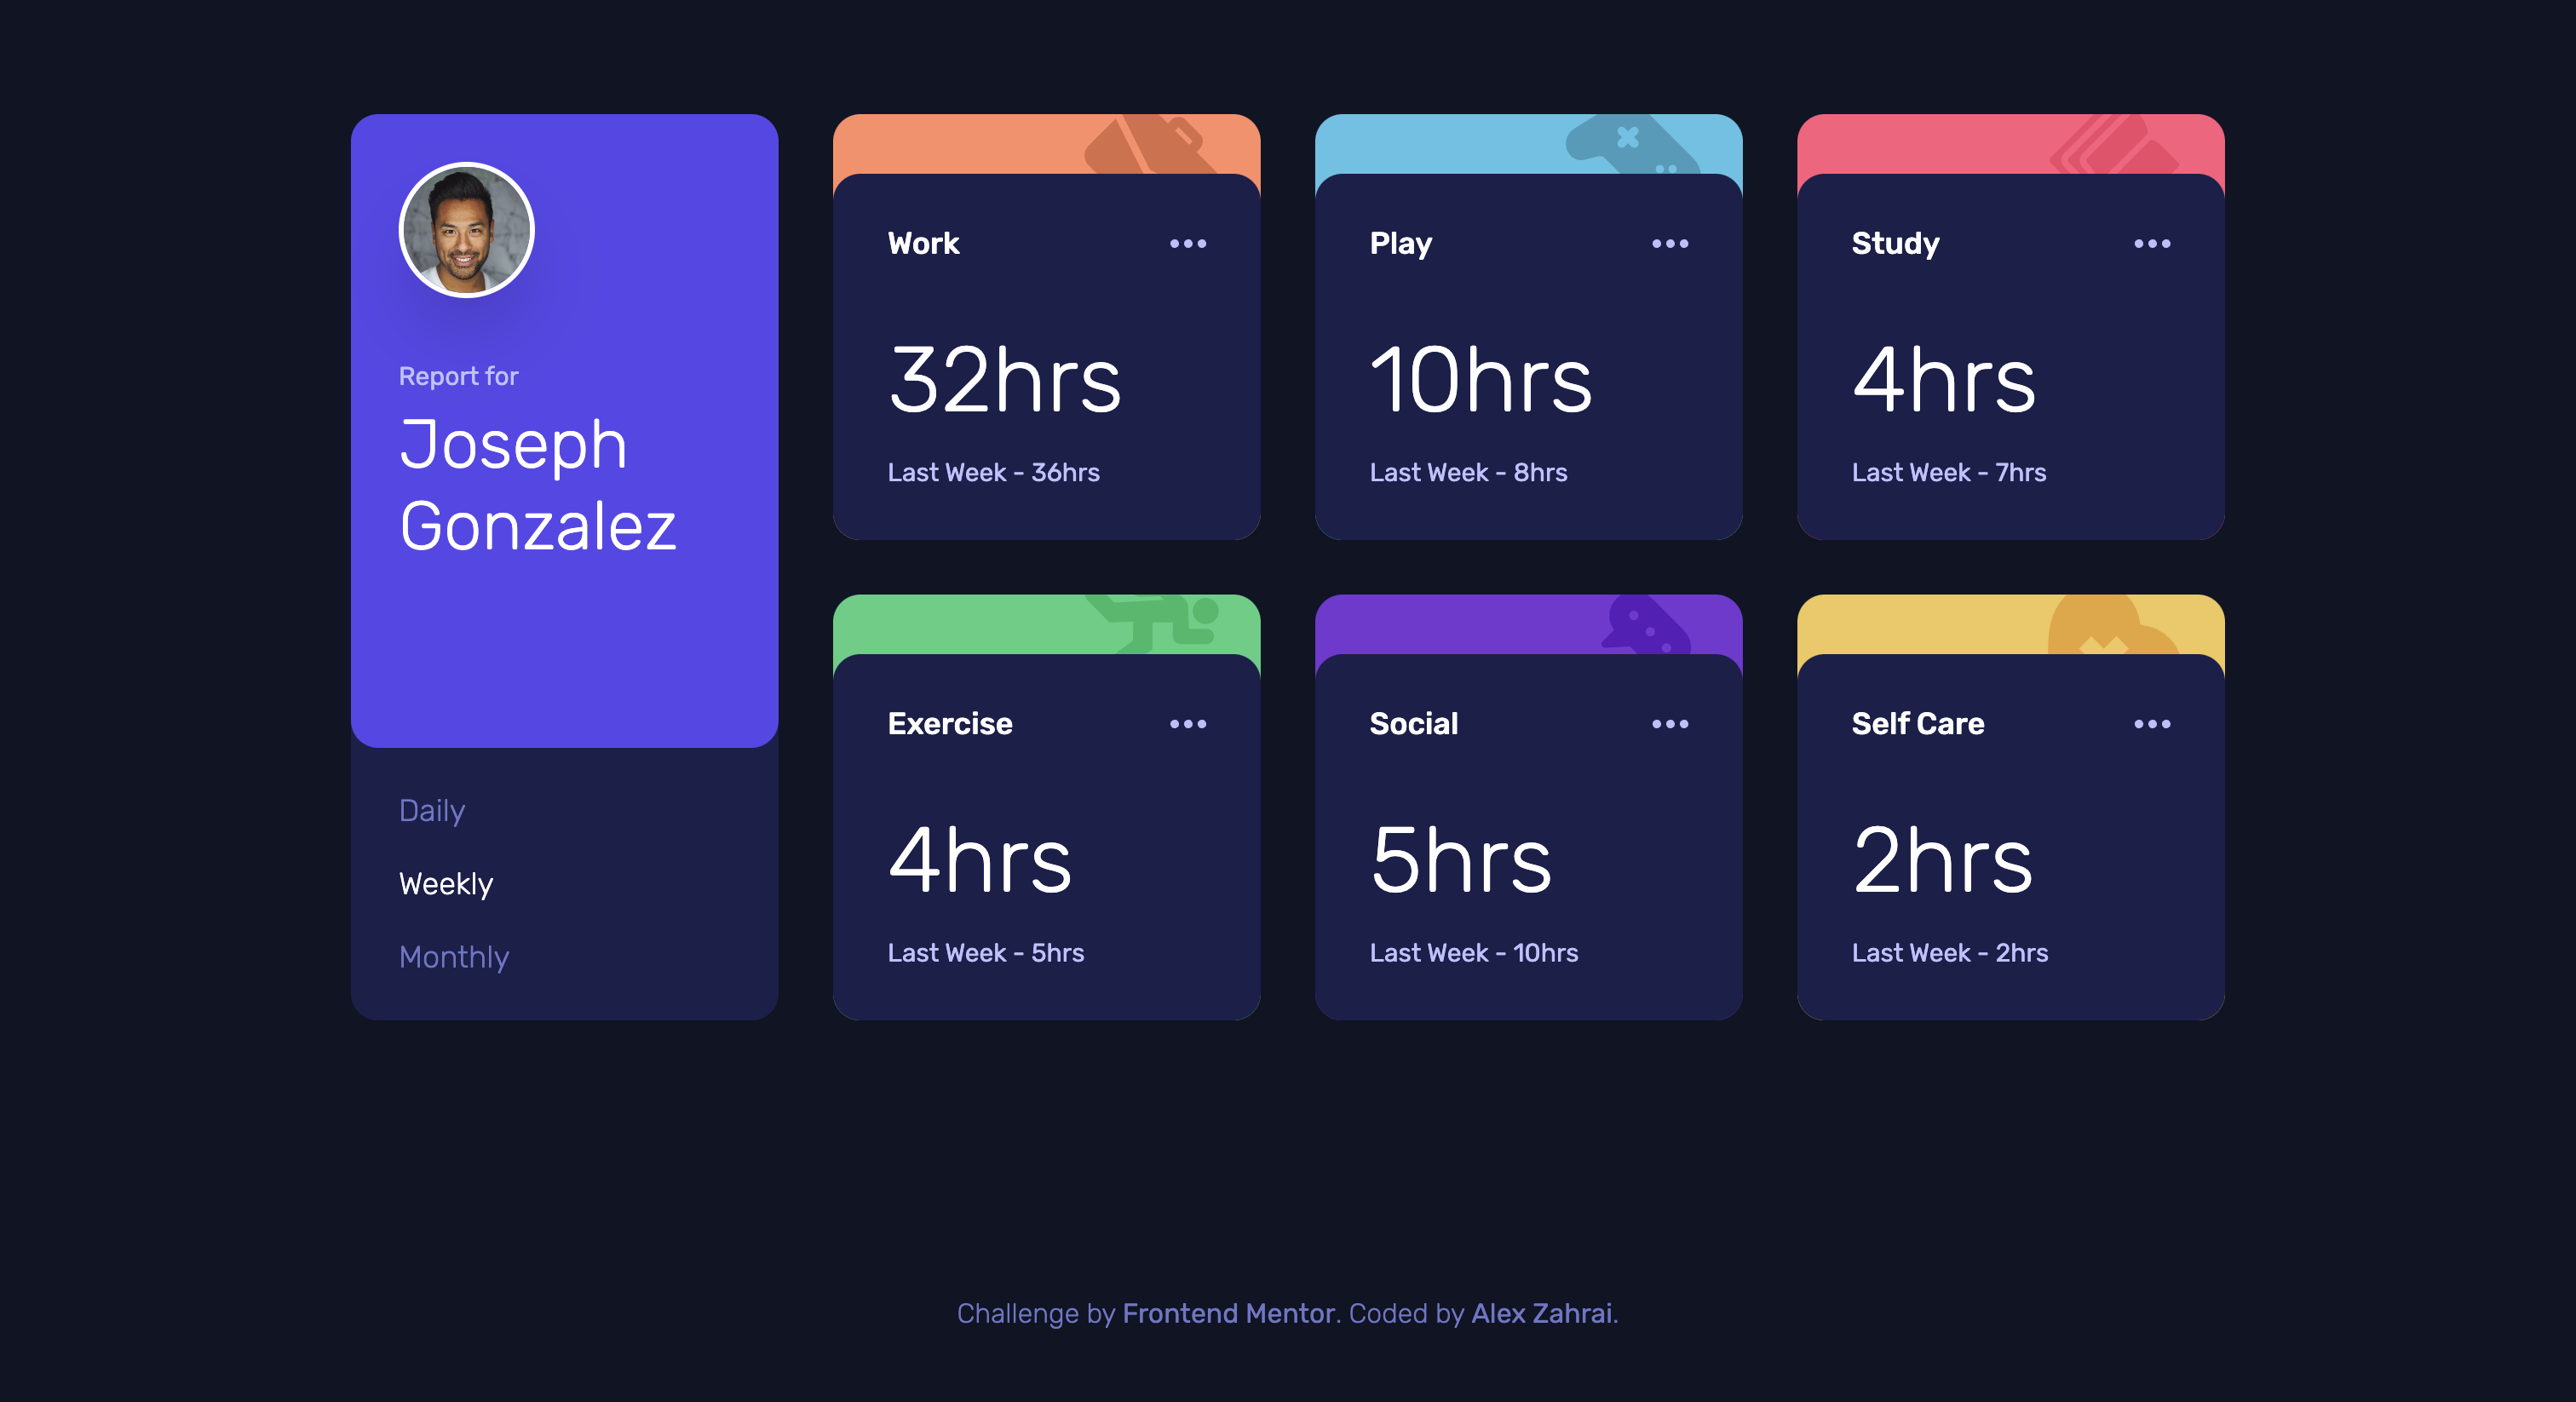 Report for
Joseph
Gonzalez
Daily
Weekly
Monthly
Work
32hrs
Last Week - 36hrs
Play
10hrs
Last Week - 8hrs
Study
4hrs
Last Week - 7hrs
Exercise
4hrs
Last Week - 5hrs
Social
5hrs
Last Week - 10hrs
Self Care
2hrs
Last Week - 2hrs
Challenge by Frontend Mentor. Coded by Alex Zahrai.